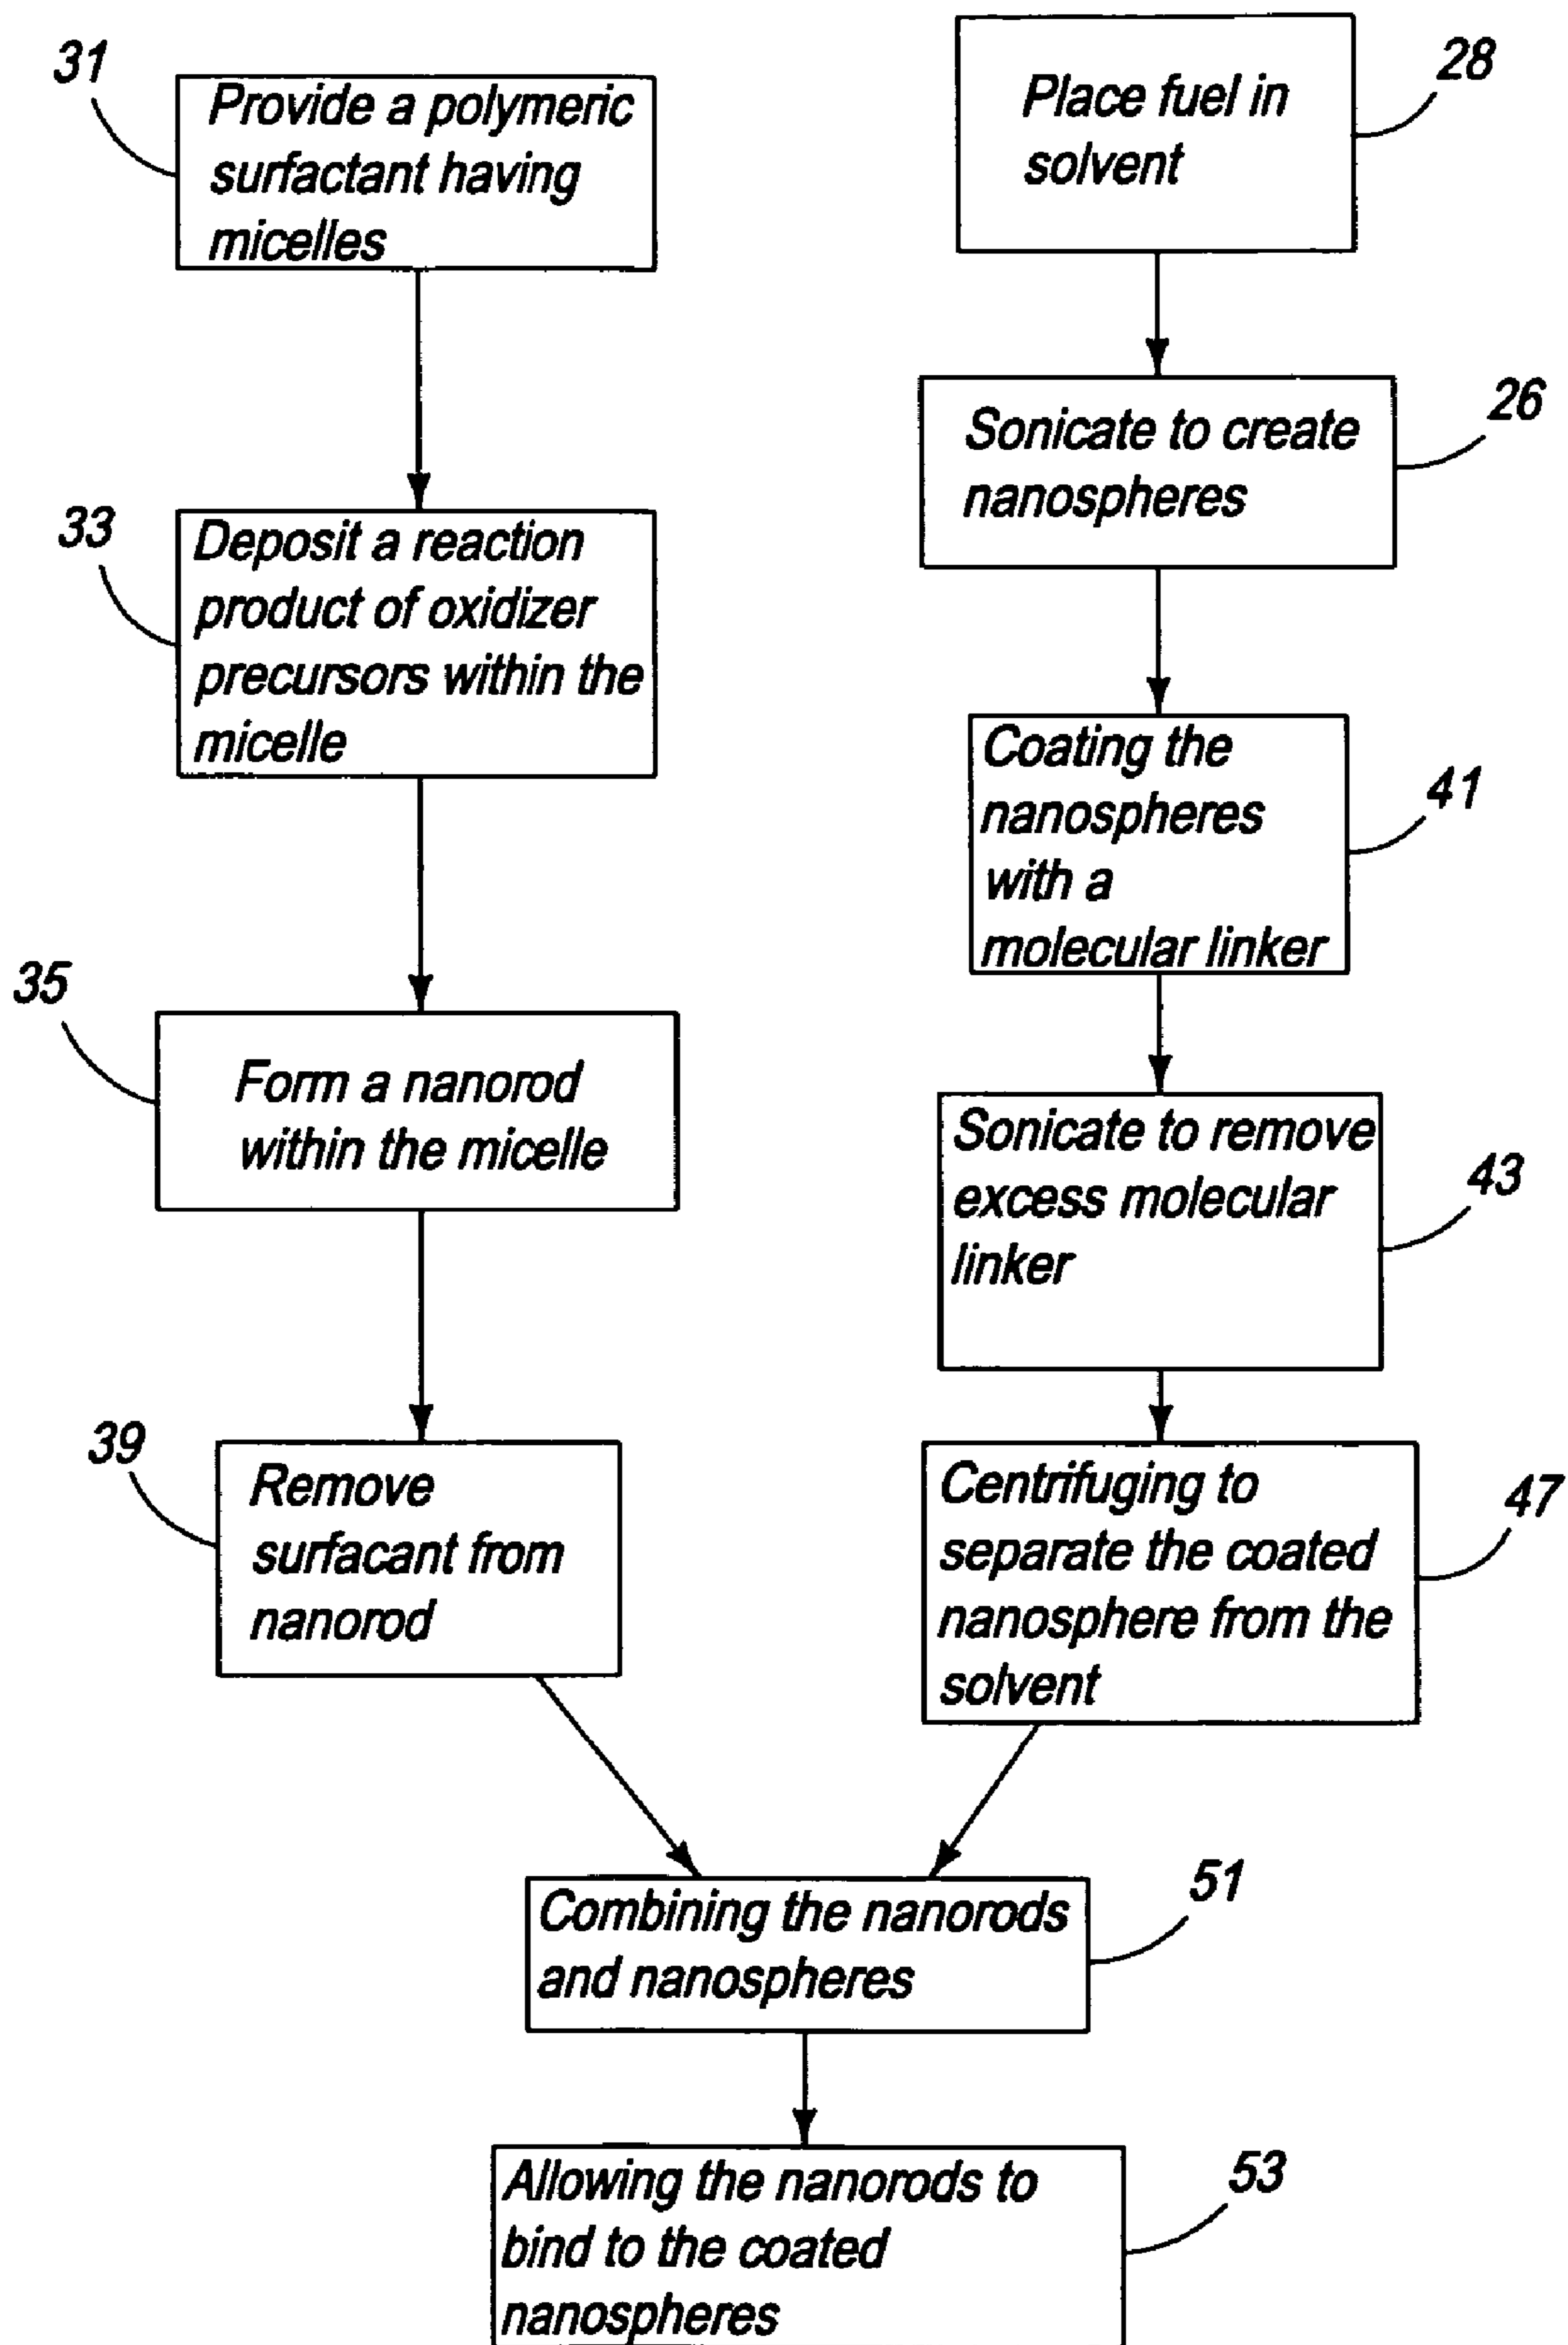 31
Provide a polymeric
surfactant having
micelles
33
Deposit a reaction
product of oxidizer
precursors within the
micelle
35
Form a nanorod
within the micelle
39
Remove
surfacant from
nanorod
28
Place fuel in
solvent
26
Sonicate to create
nanospheres
41
Coating the
nanospheres
with a
molecular linker
43
Sonicate to remove
excess molecular
linker
47
Centrifuging to
separate the coated
nanosphere from the
solvent
51
Combining the nanorods
and nanospheres
53
Allowing the nanorods to
bind to the coated
nanospheres